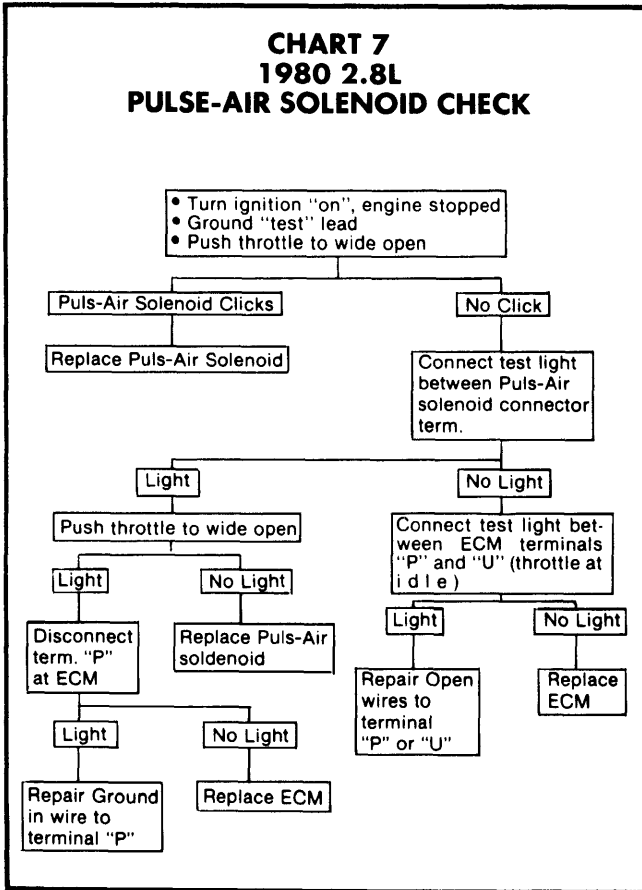 CHART 7
1980 2.8L
PULSE-AIR SOLENOID CHECK
• Turn ignition "on", engine stopped
• Ground "test" lead
• Push throttle to wide open
Puls-Air Solenoid Clicks
No Click
Replace Puls-Air Solenoid
Connect test light
between Puls-Air
solenoid connector
term.
Light
No Light
Push throttle to wide open
Connect test light bet-
ween ECM terminals
"P" and "U" (throttle at
i d l e )
Light
No Light
Light
No Light
Disconnect
term. "P"
at ECM
Replace Puls-Air
soldenoid
Repair Open
wires to
terminal
"P" or "U"
Replace
ECM
Light
No Light
Repair Ground
in wire to
terminal "P"
Replace ECM